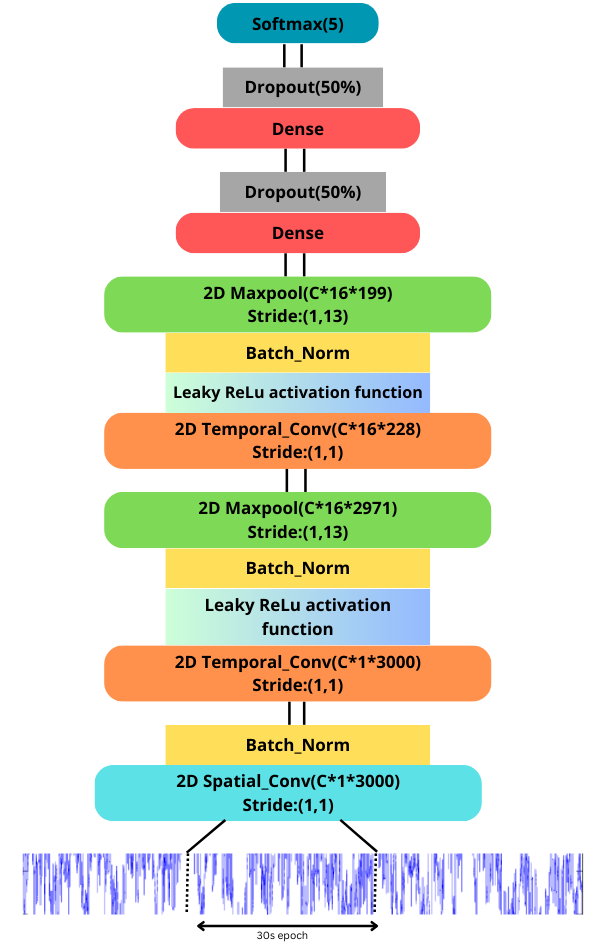 Softmax(5)
Dropout(50%)
Dense
Dropout(50%)
Dense
2D Maxpool(C*16*199)
Stride:(1,13)
Batch_Norm
Leaky ReLu activation function
2D Temporal_Conv(C*16*228)
Stride:(1,1)
2D Maxpool(C*16*2971)
Stride:(1,13)
Batch_Norm
Leaky ReLu activation
function
2D Temporal_Conv(C*1*3000)
Stride:(1,1)
Batch_Norm
2D Spatial_Conv(C*1*3000)
Stride:(1,1)
30s epoch